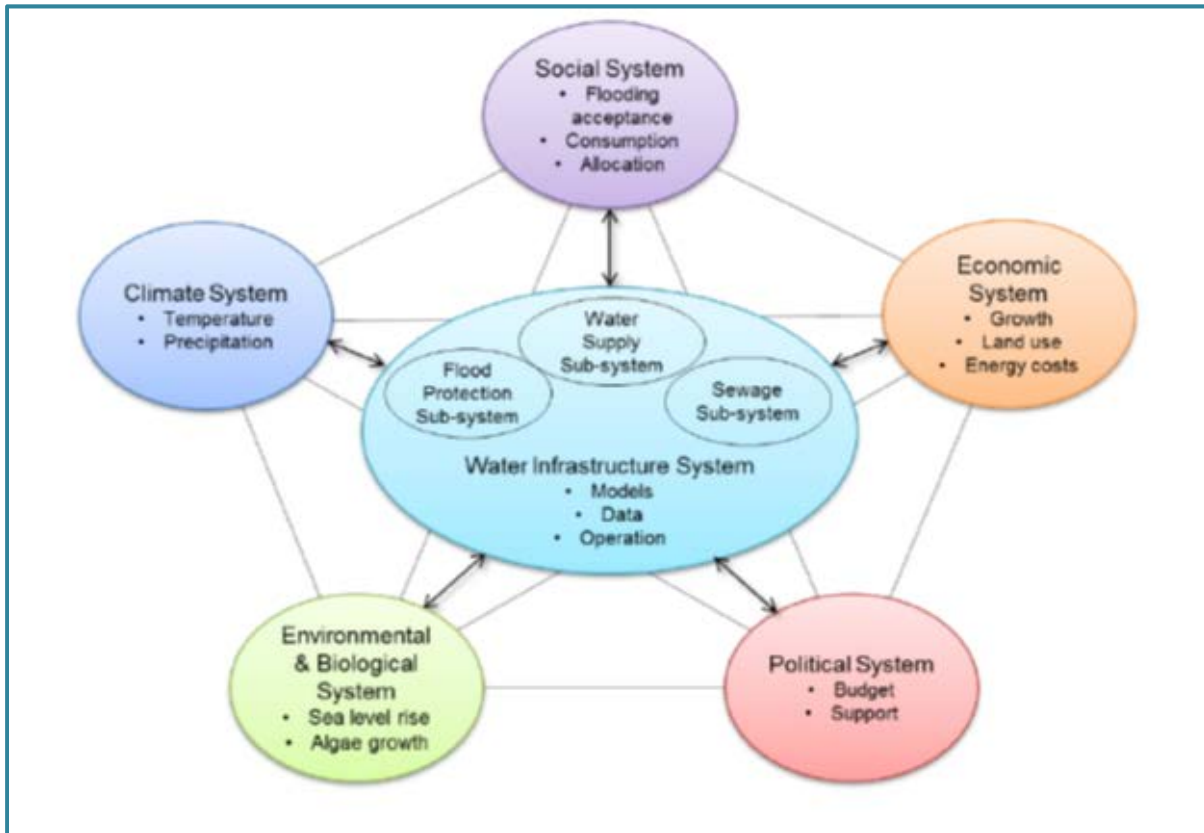 Social System
• Flooding
acceptance
• Consumption
• Allocation
Climate System
• Temperature
• Precipitation
Economic
System
• Growth
• Land use
• Energy costs
Water
Supply
Sub-system
Flood
Protection
Sub-system
Sewage
Sub-system
Water Infrastructure System
• Models
• Data
• Operation
Environmental
& Biological
System
• Sea level rise
• Algae growth
Political System
• Budget
• Support